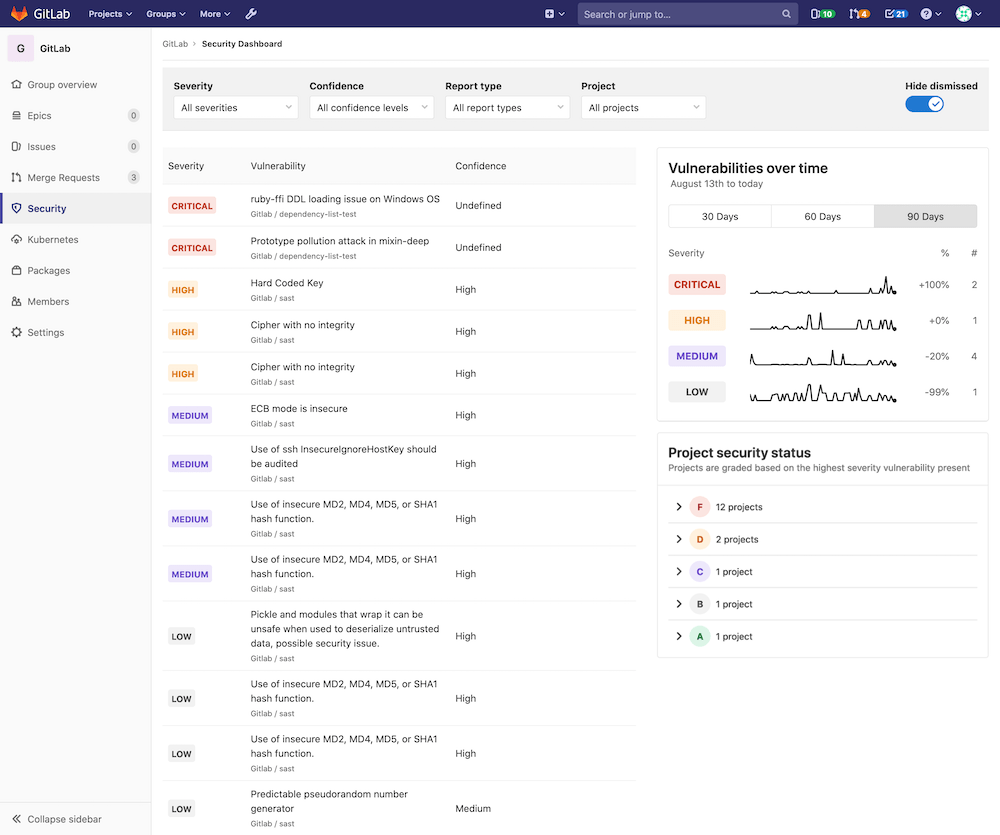 GitLab Projects Groups More Search or jump to... 10 4 21 ?
G GitLab
Group overview
Epics 0
Issues 0
Merge Requests 3
Security
Kubernetes
Packages
Members
Settings
Collapse sidebar
GitLab › Security Dashboard
Severity Confidence Report type Project Hide dismissed
All severities All confidence levels All report types All projects
Severity Vulnerability Confidence
CRITICAL ruby-ffi DDL loading issue on Windows OS Undefined
Gitlab / dependency-list-test
CRITICAL Prototype pollution attack in mixin-deep Undefined
Gitlab / dependency-list-test
HIGH Hard Coded Key High
Gitlab / sast
HIGH Cipher with no integrity High
Gitlab / sast
HIGH Cipher with no integrity High
Gitlab / sast
MEDIUM ECB mode is insecure High
Gitlab / sast
Use of ssh InsecureIgnoreHostKey should
MEDIUM be audited High
Gitlab / sast
Use of insecure MD2, MD4, MD5, or SHA1
MEDIUM hash function. High
Gitlab / sast
Use of insecure MD2, MD4, MD5, or SHA1
MEDIUM hash function. High
Gitlab / sast
Pickle and modules that wrap it can be
LOW unsafe when used to deserialize untrusted High
data, possible security issue.
Gitlab / sast
Use of insecure MD2, MD4, MD5, or SHA1
LOW hash function. High
Gitlab / sast
Use of insecure MD2, MD4, MD5, or SHA1
LOW hash function. High
Gitlab / sast
Predictable pseudorandom number
LOW generator Medium
Gitlab / sast
Vulnerabilities over time
August 13th to today
30 Days 60 Days 90 Days
Severity % #
CRITICAL +100% 2
HIGH +0% 1
MEDIUM -20% 4
LOW -99% 1
Project security status
Projects are graded based on the highest severity vulnerability present
F 12 projects
D 2 projects
C 1 project
B 1 project
A 1 project